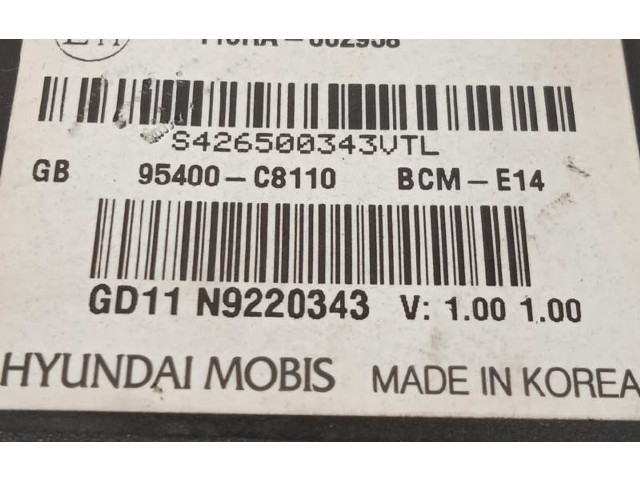 S426500343VTL
GB 95400-C8110 BCM-E14
GD11 N9220343 V: 1.00 1.00
HYUNDAI MOBIS MADE IN KOREA